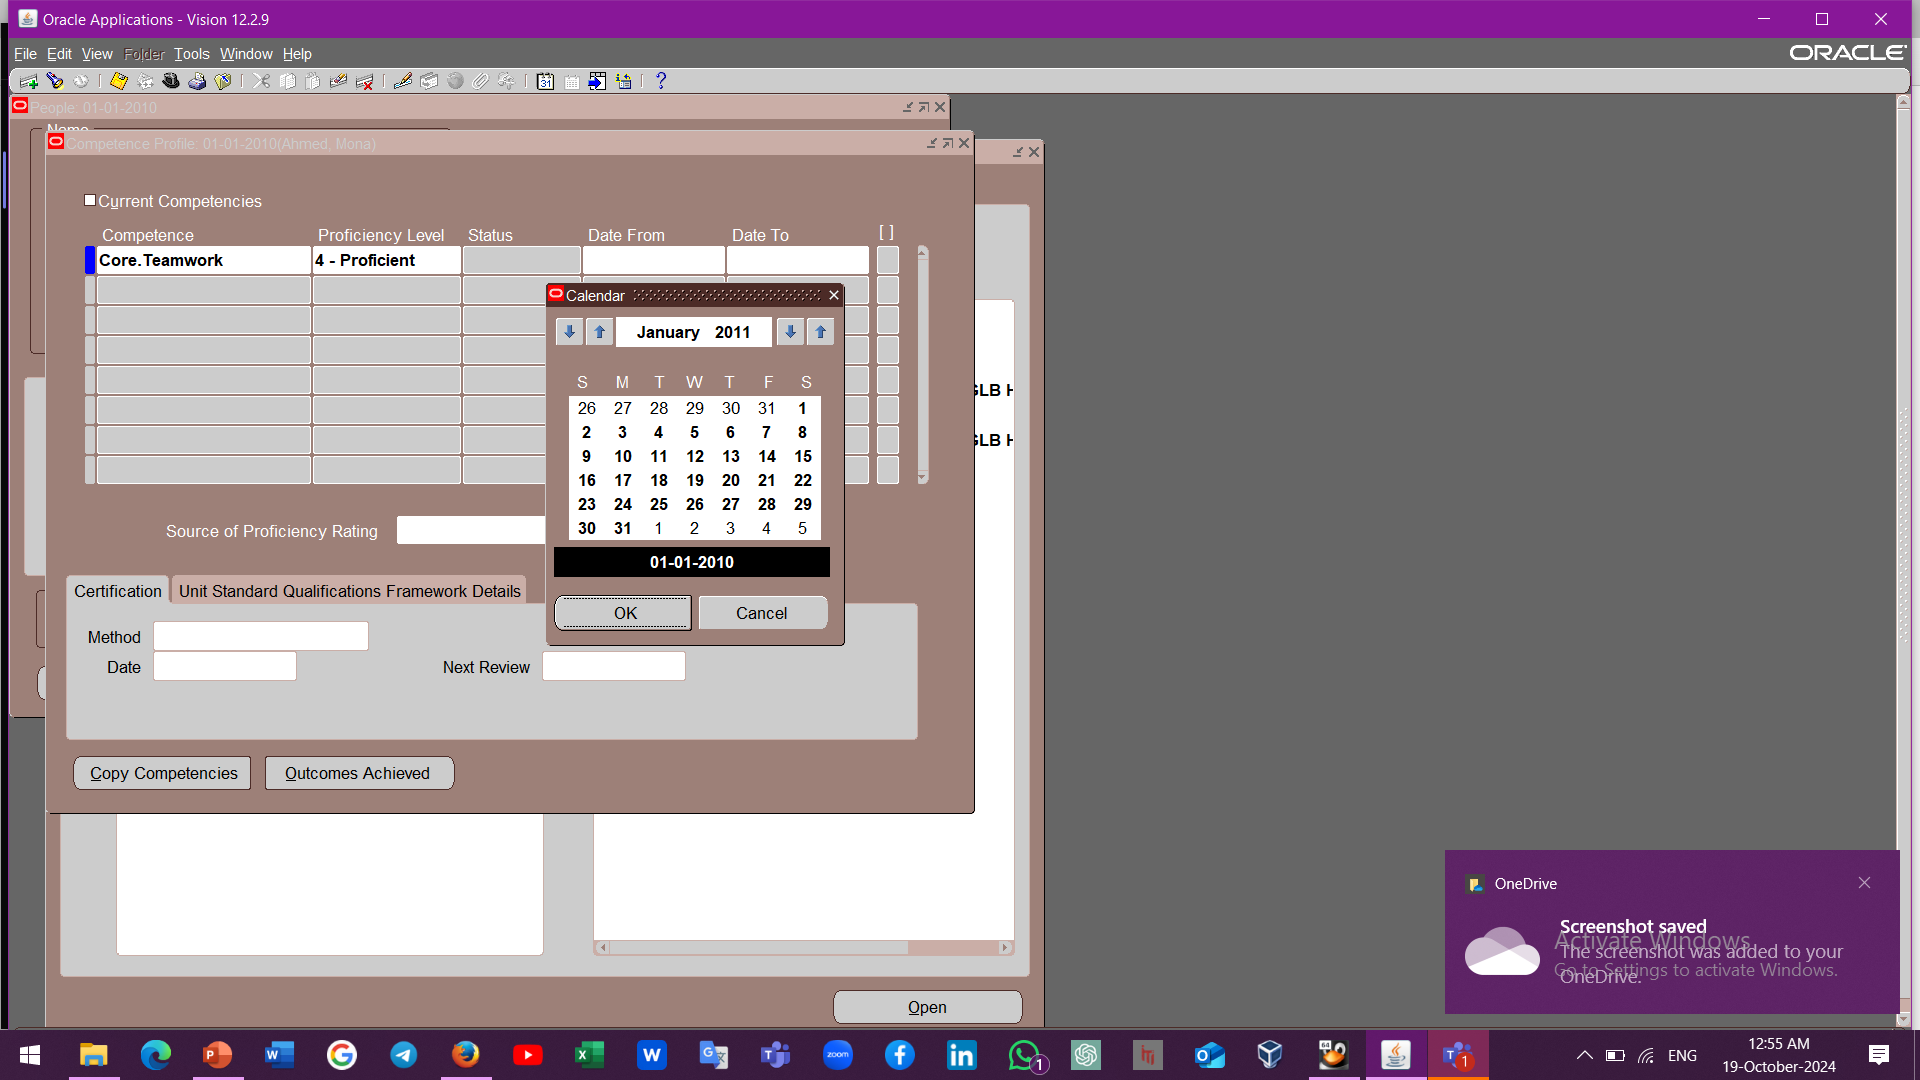 Oracle Applications - Vision 12.2.9
File Edit View Folder Tools Window Help
ORACLE
People: 01-01-2010
Name
Competence Profile: 01-01-2010(Ahmed, Mona)
Current Competencies
Competence Proficiency Level Status Date From Date To [ ]
Core.Teamwork 4 - Proficient
Calendar
January 2011
S M T W T F S
26 27 28 29 30 31 1
2 3 4 5 6 7 8
9 10 11 12 13 14 15
16 17 18 19 20 21 22
23 24 25 26 27 28 29
30 31 1 2 3 4 5
01-01-2010
OK Cancel
GLB H
GLB H
Source of Proficiency Rating
Certification Unit Standard Qualifications Framework Details
Method
Date Next Review
Copy Competencies Outcomes Achieved
Open
OneDrive
Screenshot saved
The screenshot was added to your
OneDrive.
Activate Windows
Go to Settings to activate Windows.
ENG
12:55 AM
19-October-2024